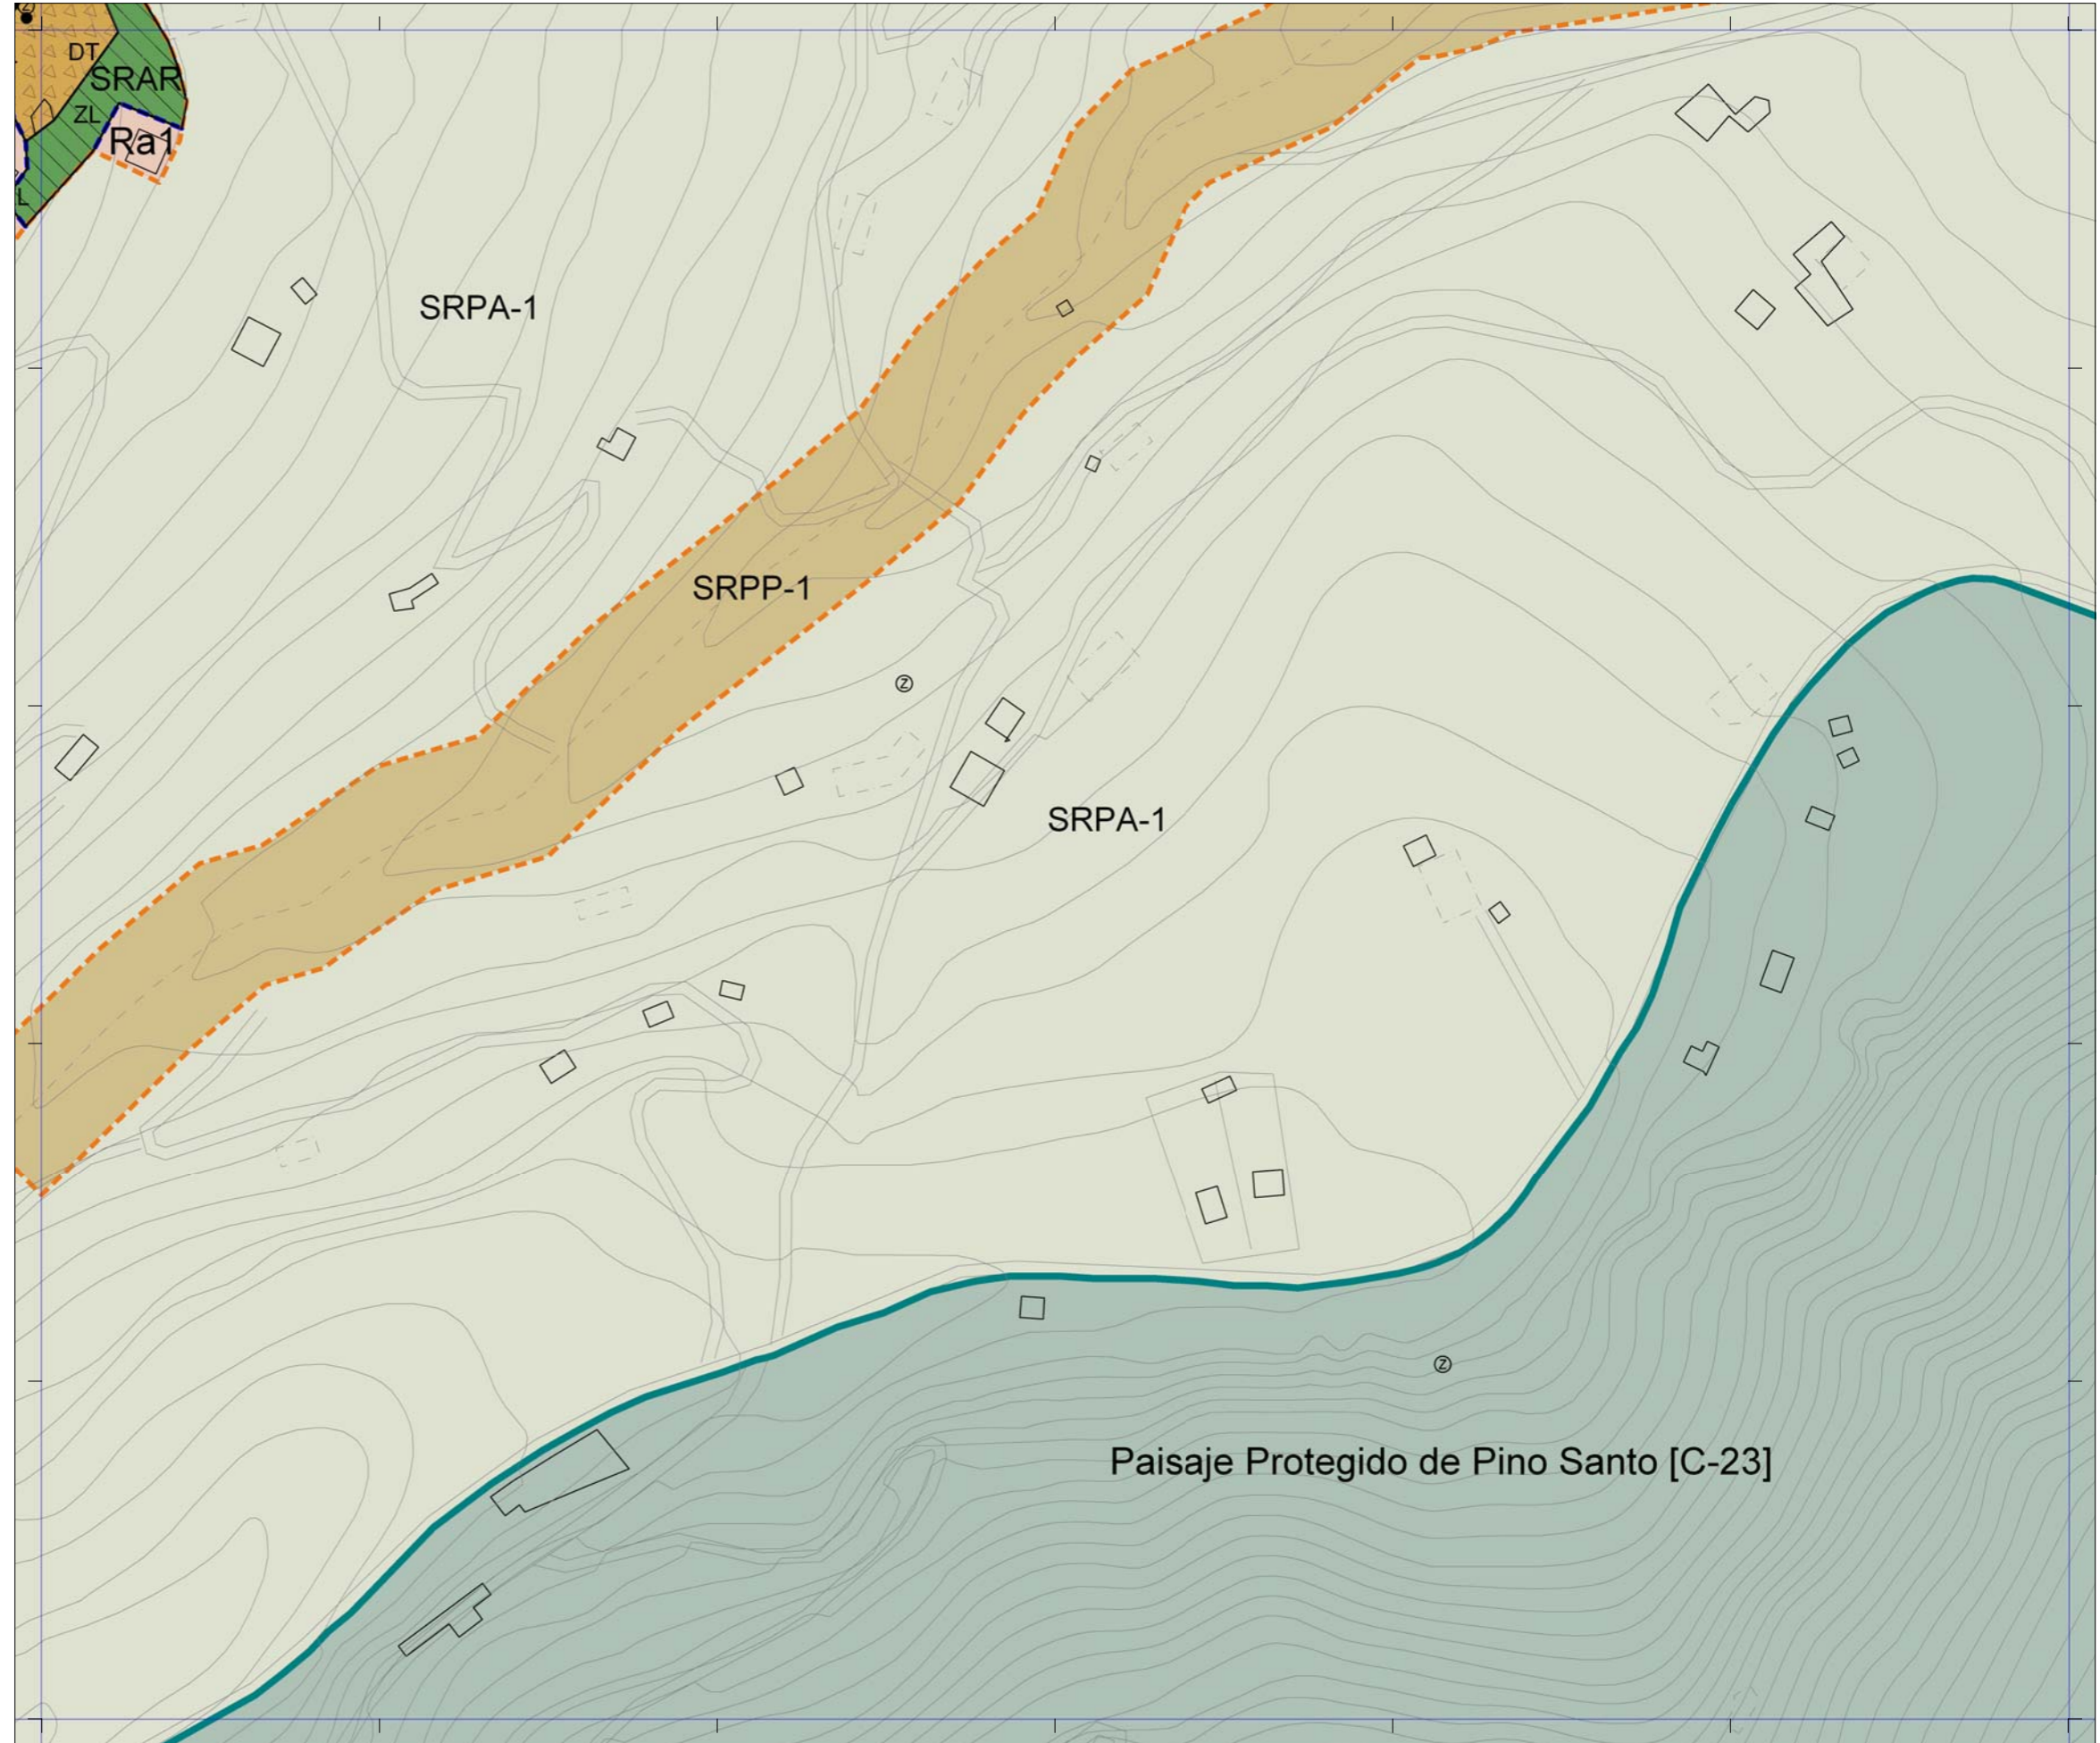 Z
DT
SRAR
ZL
Ra1
L
SRPA-1
SRPP-1
Z
SRPA-1
Z
Paisaje Protegido de Pino Santo [C-23]